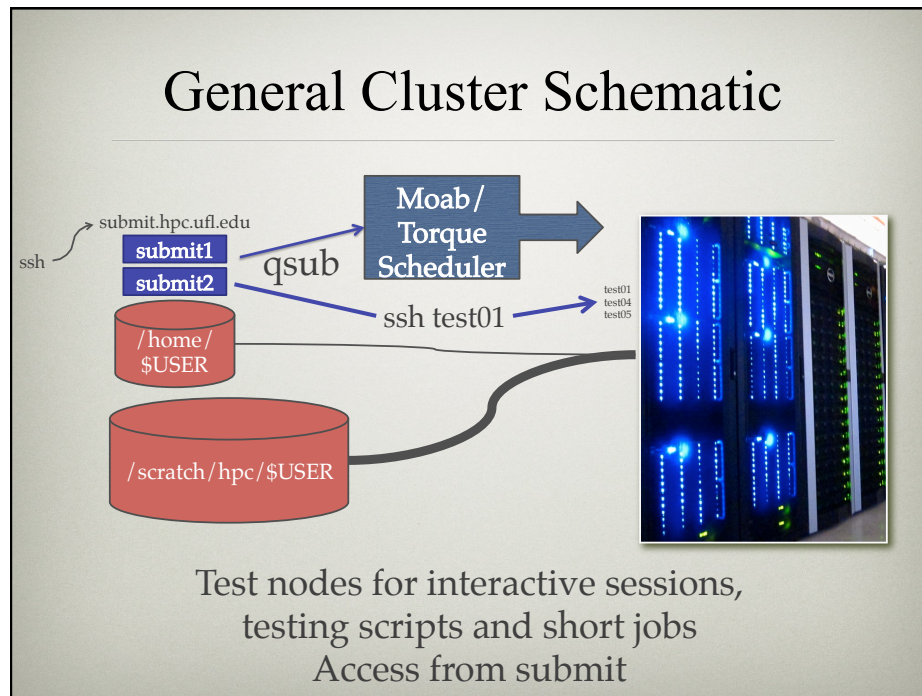 General Cluster Schematic
submit.hpc.ufl.edu
ssh
submit1
submit2
qsub
Moab/
Torque
Scheduler
ssh test01
test01
test04
test05
/home/
$USER
/scratch/hpc/$USER
Test nodes for interactive sessions,
testing scripts and short jobs
Access from submit